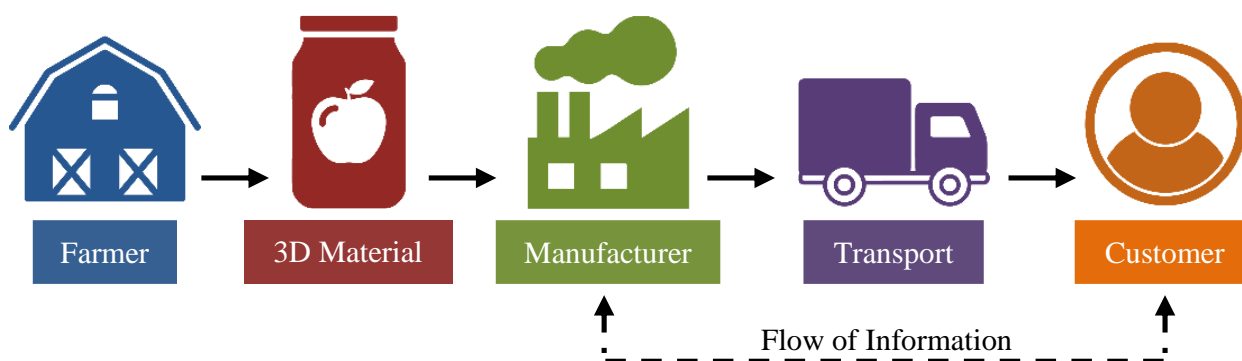 Farmer
3D Material
Manufacturer
Transport
Customer
Flow of Information